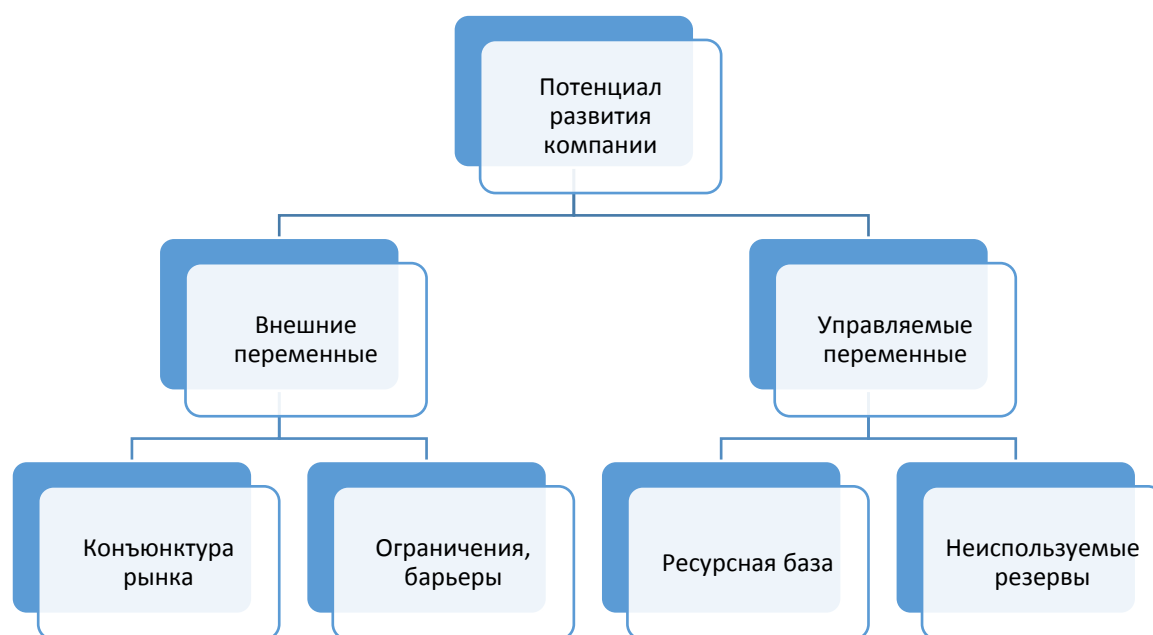 Потенциал
развития
компании
Внешние
переменные
Управляемые
переменные
Конъюнктура
рынка
Ограничения,
барьеры
Ресурсная база
Неиспользуемые
резервы